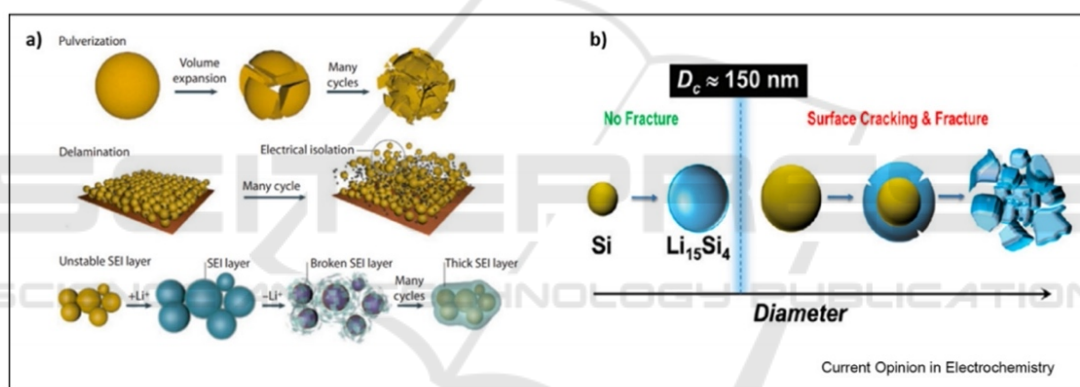 a)
Pulverization
Volume
expansion
Many
cycles
Delamination
Electrical isolation
Many cycle
Unstable SEI layer
SEI layer
Broken SEI layer
Thick SEI layer
+Li⁺
−Li⁺
Many
cycles
b)
D_c ≈ 150 nm
No Fracture
Surface Cracking & Fracture
Si
Li₁₅Si₄
Diameter
Current Opinion in Electrochemistry